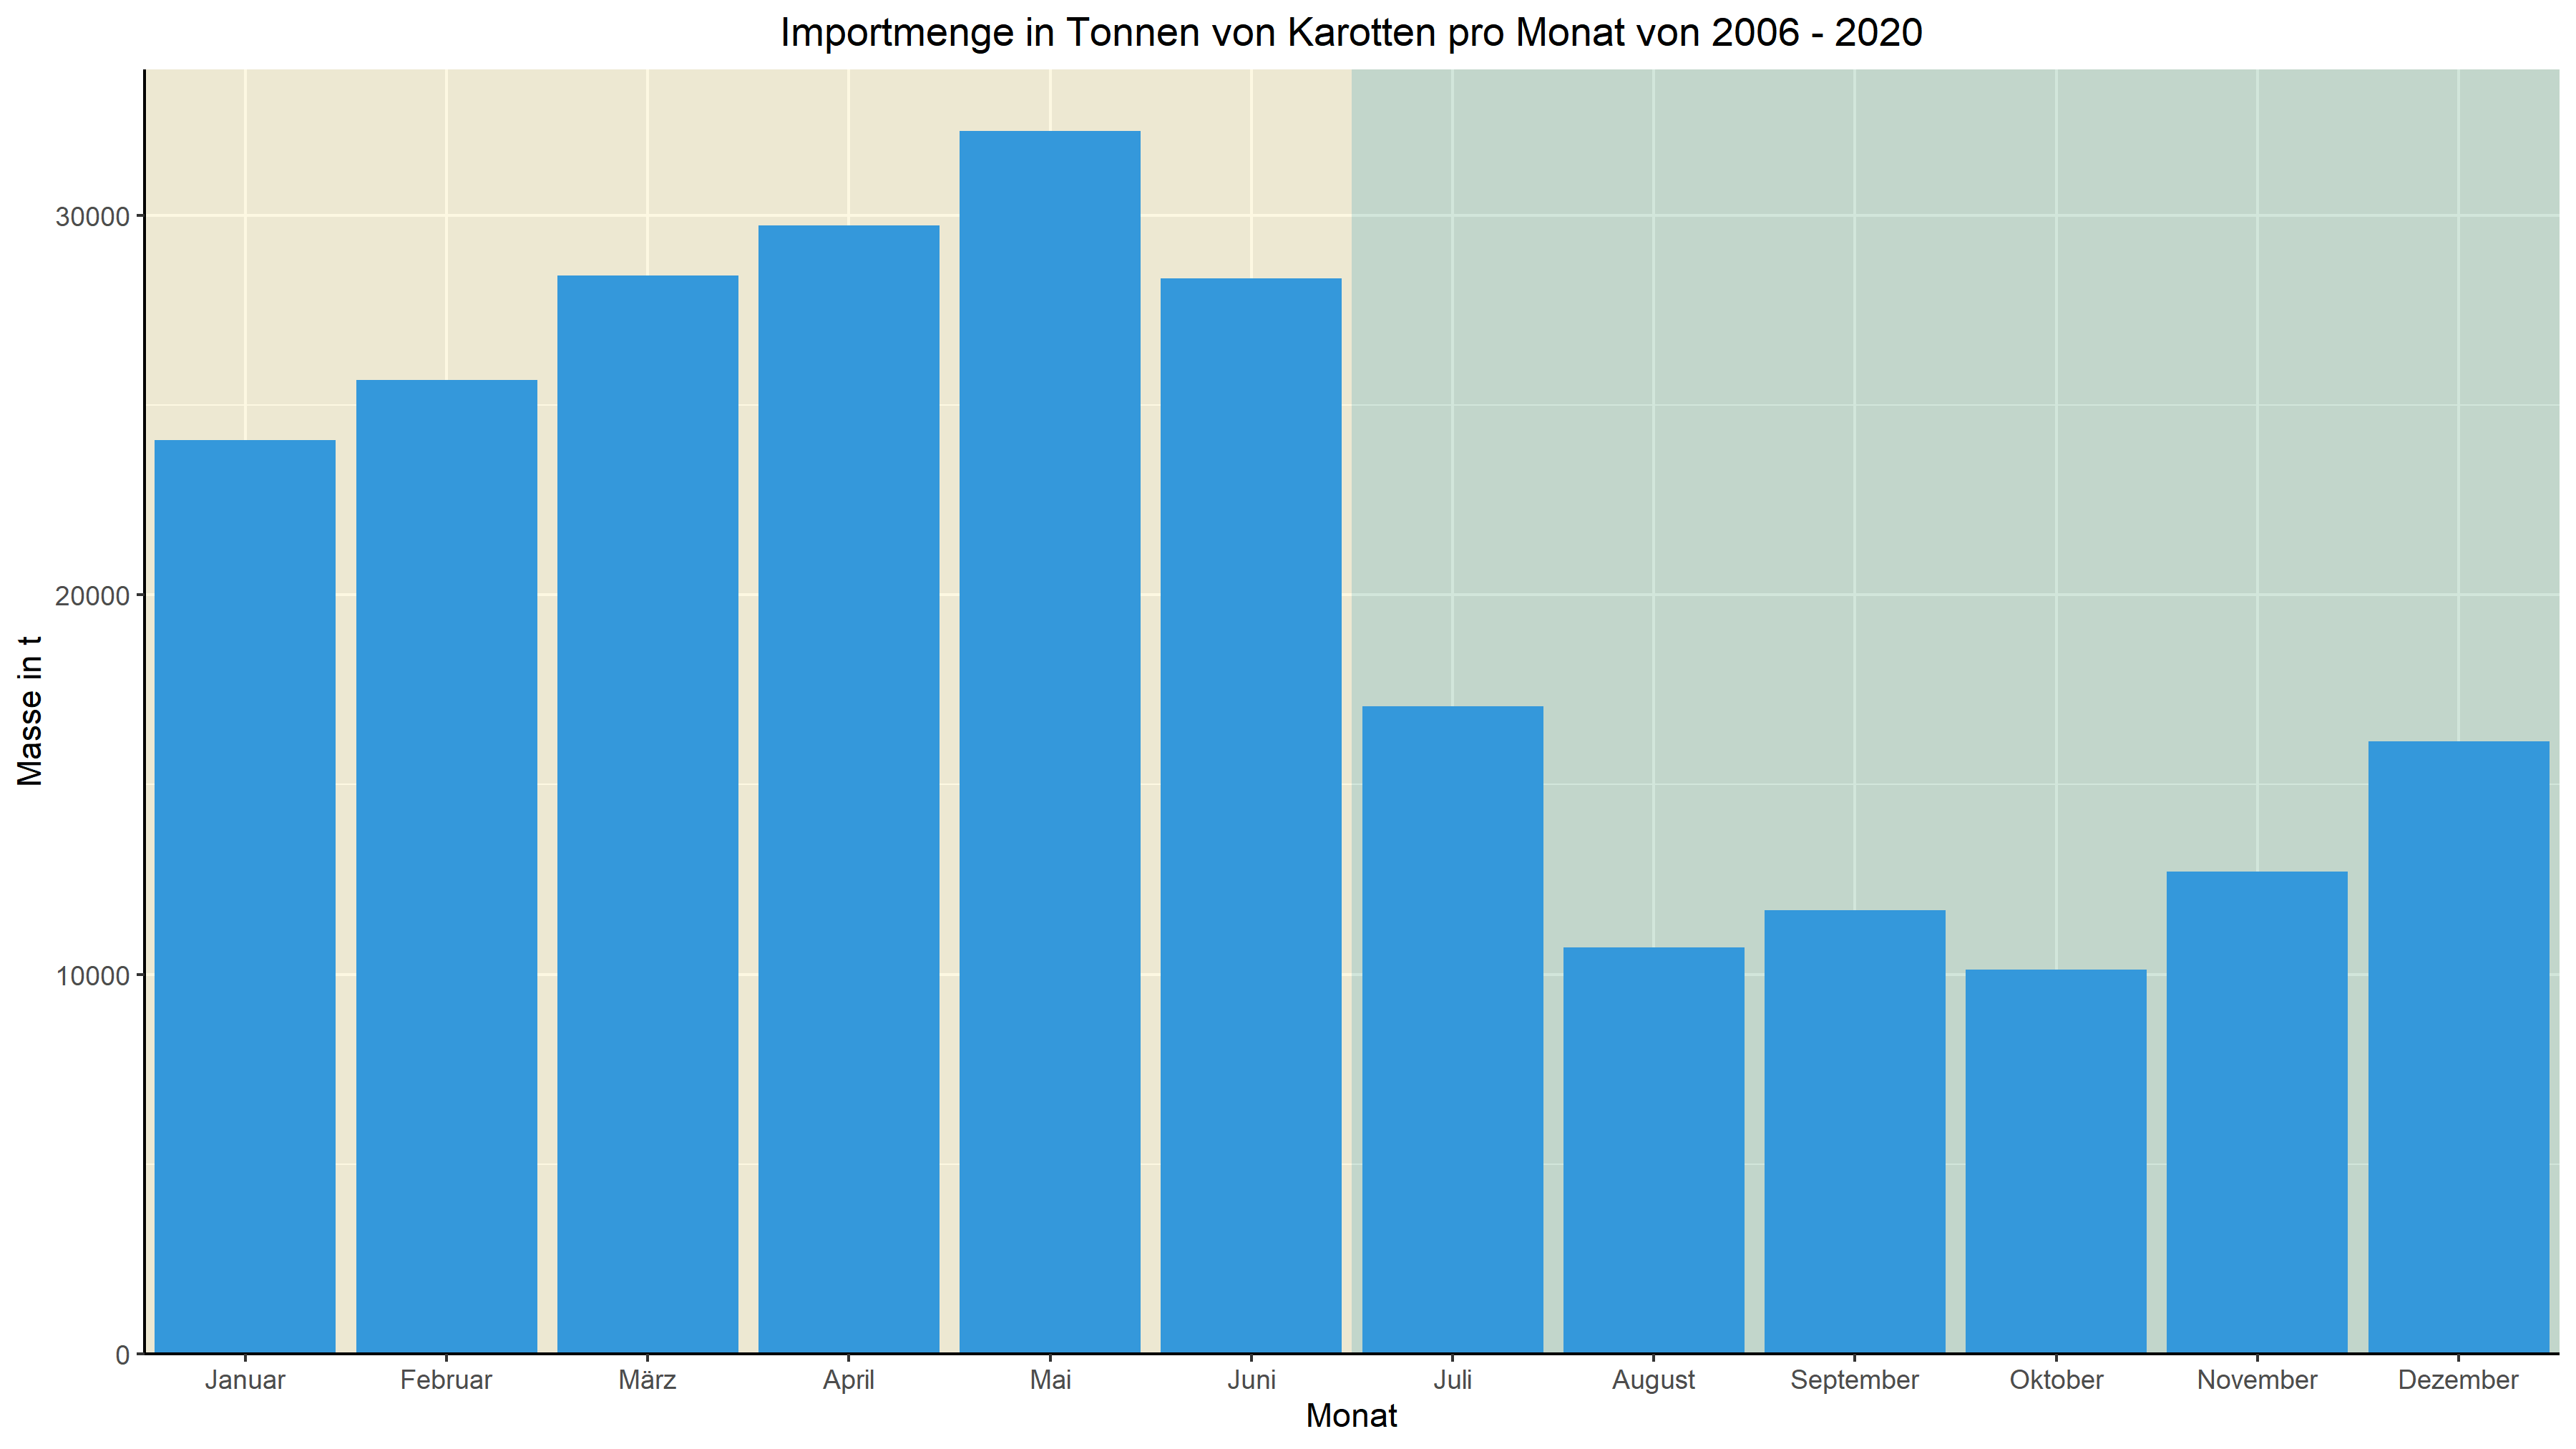 Importmenge in Tonnen von Karotten pro Monat von 2006 - 2020
Masse in t
30000
20000
10000
0
Januar Februar März April Mai Juni Juli August September Oktober November Dezember
Monat